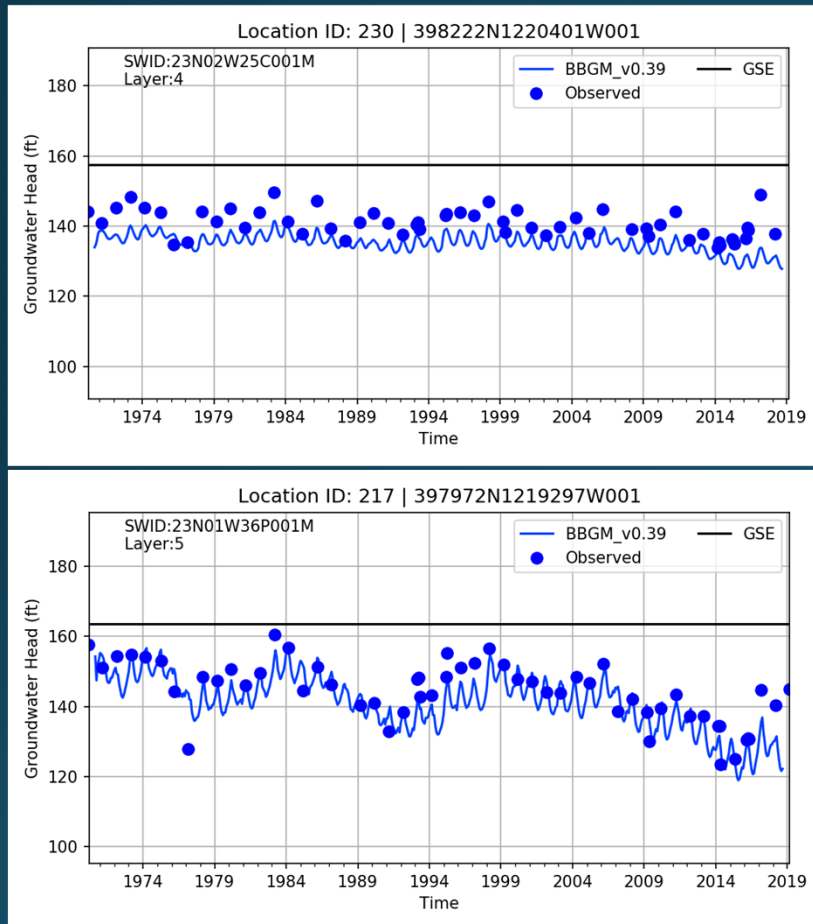 Location ID: 230 | 398222N1220401W001
SWID:23N02W25C001M
Layer:4
BBGM_v0.39
GSE
Observed
180
160
140
120
100
Groundwater Head (ft)
1974 1979 1984 1989 1994 1999 2004 2009 2014 2019
Time
Location ID: 217 | 397972N1219297W001
SWID:23N01W36P001M
Layer:5
BBGM_v0.39
GSE
Observed
180
160
140
120
100
Groundwater Head (ft)
1974 1979 1984 1989 1994 1999 2004 2009 2014 2019
Time